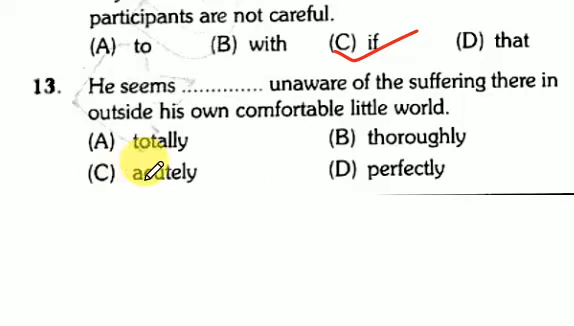 participants are not careful.
(A) to (B) with (C) if (D) that
13. He seems .............. unaware of the suffering there in
outside his own comfortable little world.
(A) totally (B) thoroughly
(C) acutely (D) perfectly